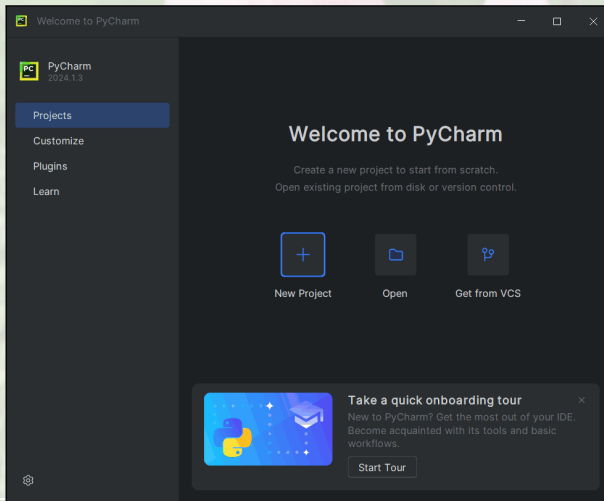 PC
Welcome to PyCharm
PC
PyCharm
2024.1.3
Projects
Customize
Plugins
Learn
Welcome to PyCharm
Create a new project to start from scratch.
Open existing project from disk or version control.
New Project
Open
Get from VCS
Take a quick onboarding tour
New to PyCharm? Get the most out of your IDE.
Become acquainted with its tools and basic
workflows.
Start Tour